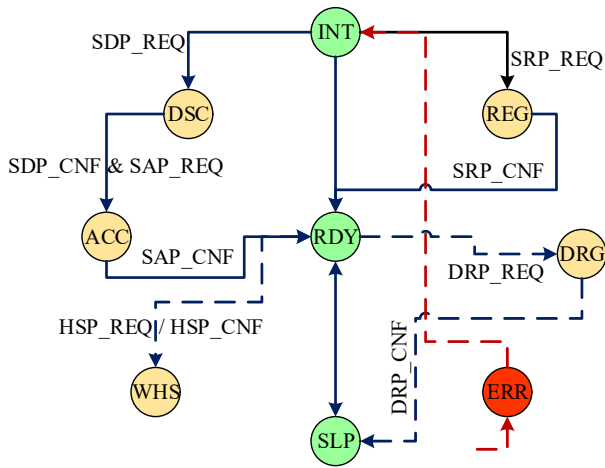 INT
SDP_REQ
SRP_REQ
DSC
REG
SDP_CNF & SAP_REQ
SRP_CNF
ACC
RDY
DRG
SAP_CNF
DRP_REQ
HSP_REQ / HSP_CNF
DRP_CNF
WHS
ERR
SLP